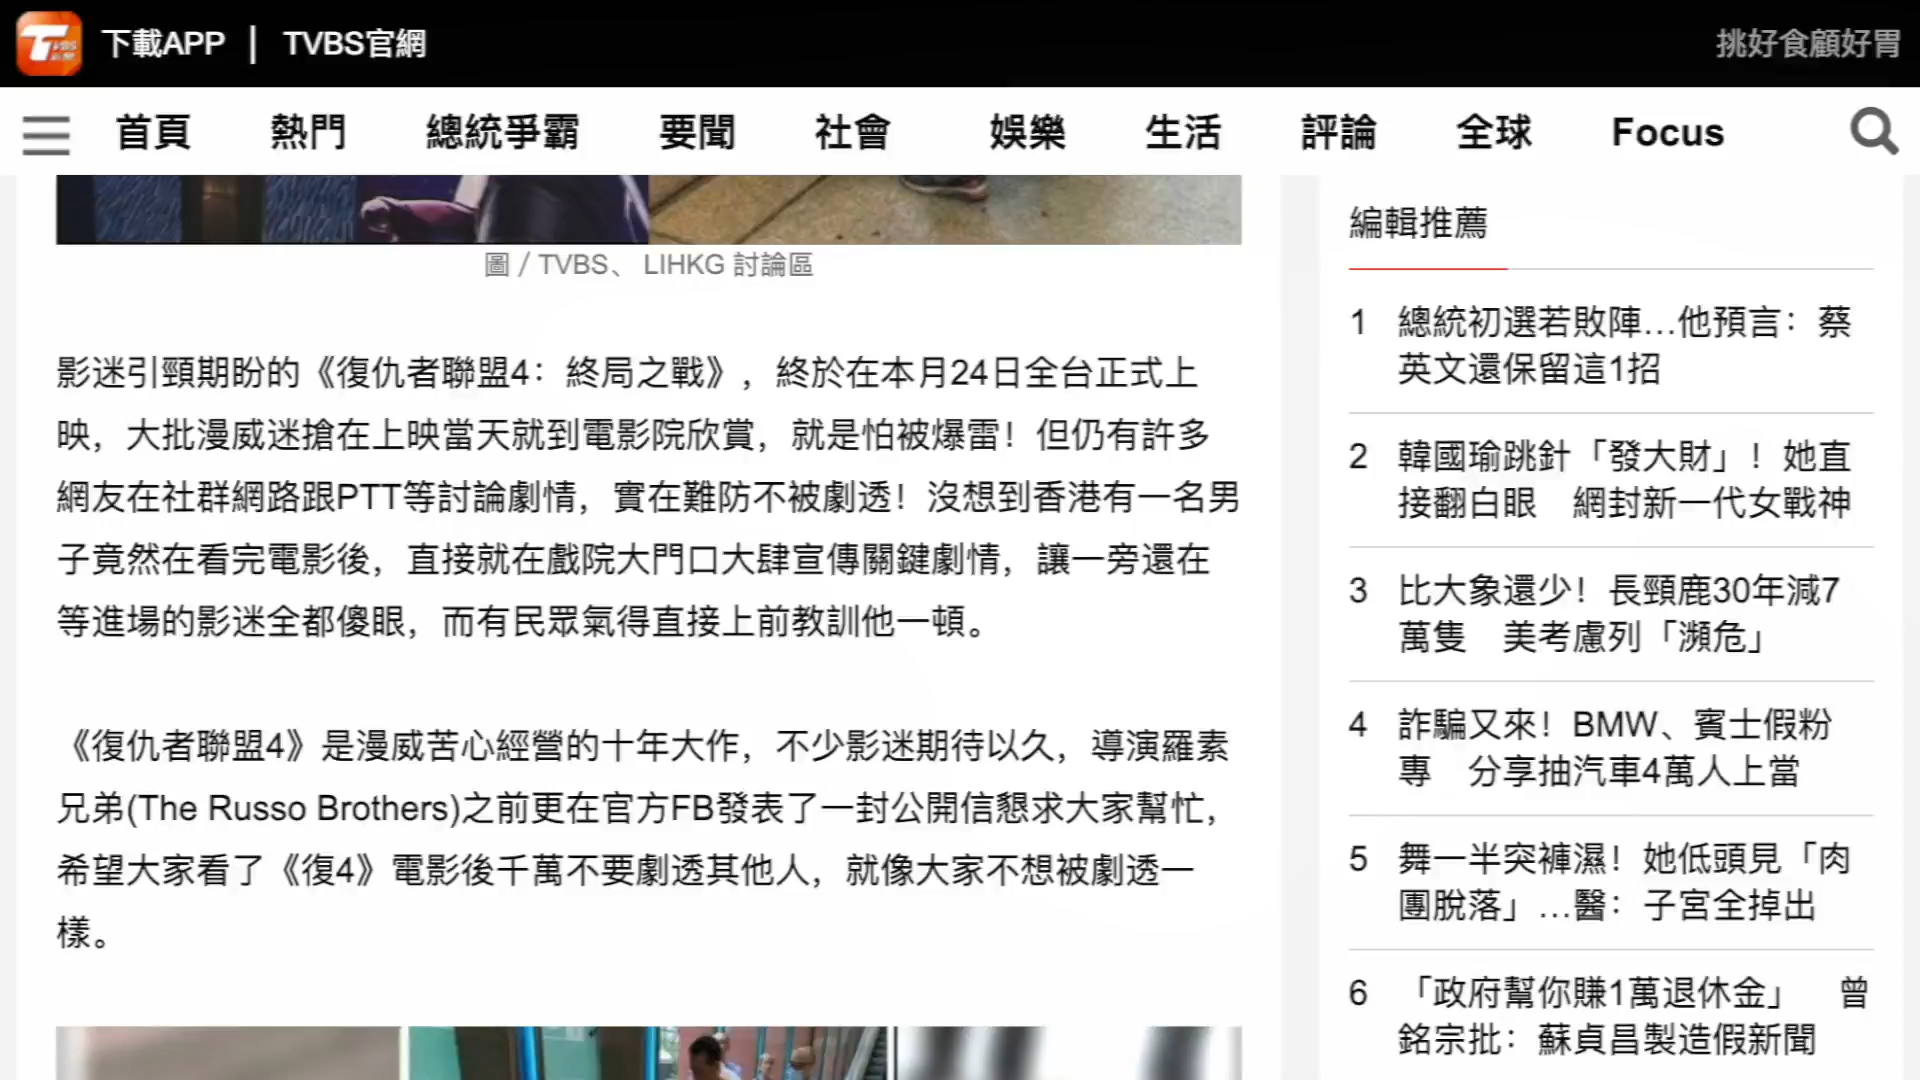 下載APP | TVBS官網
挑好食顧好胃
首頁 熱門 總統爭霸 要聞 社會 娛樂 生活 評論 全球 Focus
圖／TVBS、 LIHKG 討論區
影迷引頸期盼的《復仇者聯盟4：終局之戰》，終於在本月24日全台正式上
映，大批漫威迷搶在上映當天就到電影院欣賞，就是怕被爆雷！但仍有許多
網友在社群網路跟PTT等討論劇情，實在難防不被劇透！沒想到香港有一名男
子竟然在看完電影後，直接就在戲院大門口大肆宣傳關鍵劇情，讓一旁還在
等進場的影迷全都傻眼，而有民眾氣得直接上前教訓他一頓。
《復仇者聯盟4》是漫威苦心經營的十年大作，不少影迷期待以久，導演羅素
兄弟(The Russo Brothers)之前更在官方FB發表了一封公開信懇求大家幫忙，
希望大家看了《復4》電影後千萬不要劇透其他人，就像大家不想被劇透一
樣。
編輯推薦
1 總統初選若敗陣…他預言：蔡
英文還保留這1招
2 韓國瑜跳針「發大財」！她直
接翻白眼　網封新一代女戰神
3 比大象還少！長頸鹿30年減7
萬隻　美考慮列「瀕危」
4 詐騙又來！BMW、賓士假粉
專　分享抽汽車4萬人上當
5 舞一半突褲濕！她低頭見「肉
團脫落」…醫：子宮全掉出
6 「政府幫你賺1萬退休金」　曾
銘宗批：蘇貞昌製造假新聞